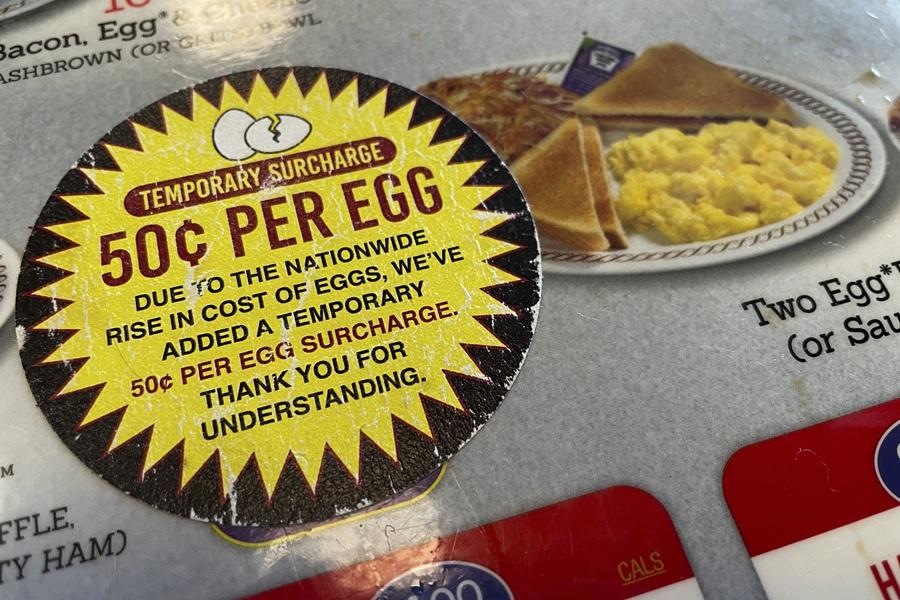 Bacon, Egg* & Cheese
ASHBROWN (OR GRITS) BOWL
TEMPORARY SURCHARGE
50¢ PER EGG
DUE TO THE NATIONWIDE
RISE IN COST OF EGGS, WE'VE
ADDED A TEMPORARY
50¢ PER EGG SURCHARGE.
THANK YOU FOR
UNDERSTANDING.
Two Egg*
(or Sau
FFLE,
TY HAM)
CALS